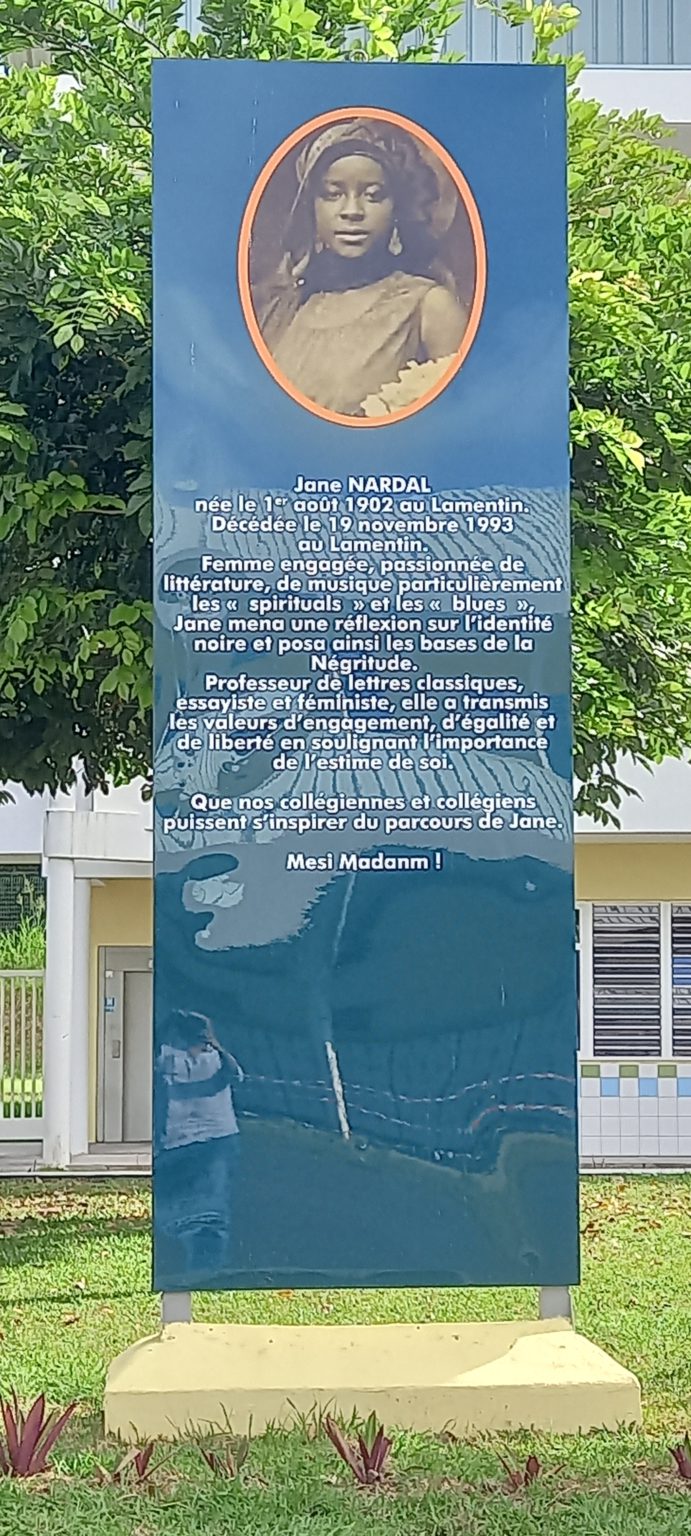 Jane NARDAL
née le 1er août 1902 au Lamentin.
Décédée le 19 novembre 1993
au Lamentin.
Femme engagée, passionnée de
littérature, de musique particulièrement
les « spirituals » et les « blues »,
Jane mena une réflexion sur l'identité
noire et posa ainsi les bases de la
Négritude.
Professeur de lettres classiques,
essayiste et féministe, elle a transmis
les valeurs d'engagement, d'égalité et
de liberté en soulignant l'importance
de l'estime de soi.
Que nos collégiennes et collégiens
puissent s'inspirer du parcours de Jane.
Mesi Madanm !